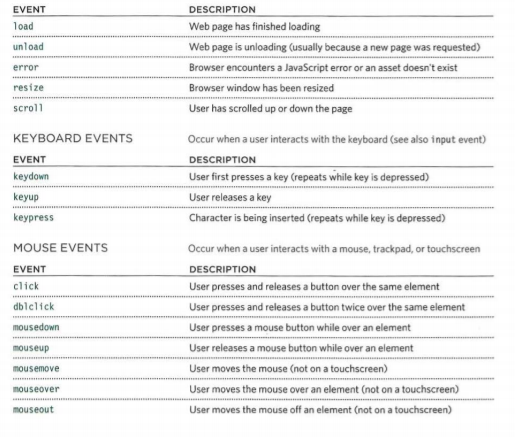 EVENT DESCRIPTION
load Web page has finished loading
unload Web page is unloading (usually because a new page was requested)
error Browser encounters a JavaScript error or an asset doesn't exist
resize Browser window has been resized
scroll User has scrolled up or down the page
KEYBOARD EVENTS Occur when a user interacts with the keyboard (see also input event)
EVENT DESCRIPTION
keydown User first presses a key (repeats while key is depressed)
keyup User releases a key
keypress Character is being inserted (repeats while key is depressed)
MOUSE EVENTS Occur when a user interacts with a mouse, trackpad, or touchscreen
EVENT DESCRIPTION
click User presses and releases a button over the same element
dblclick User presses and releases a button twice over the same element
mousedown User presses a mouse button while over an element
mouseup User releases a mouse button while over an element
mousemove User moves the mouse (not on a touchscreen)
mouseover User moves the mouse over an element (not on a touchscreen)
mouseout User moves the mouse off an element (not on a touchscreen)